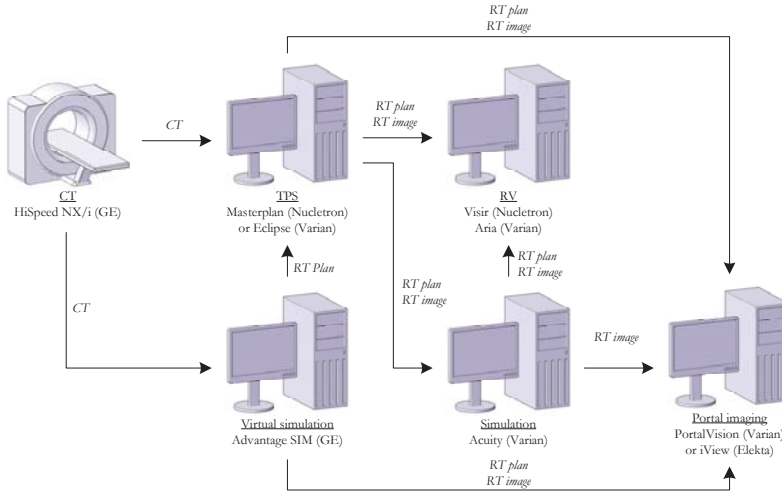 RT plan
RT image
CT
RT plan
RT image
CT
HiSpeed NX/i (GE)
TPS
Masterplan (Nucletron)
or Eclipse (Varian)
RV
Visir (Nucletron)
Aria (Varian)
RT Plan
RT plan
RT image
RT plan
RT image
CT
RT image
Virtual simulation
Advantage SIM (GE)
Simulation
Acuity (Varian)
Portal imaging
PortalVision (Varian)
or iView (Elekta)
RT plan
RT image